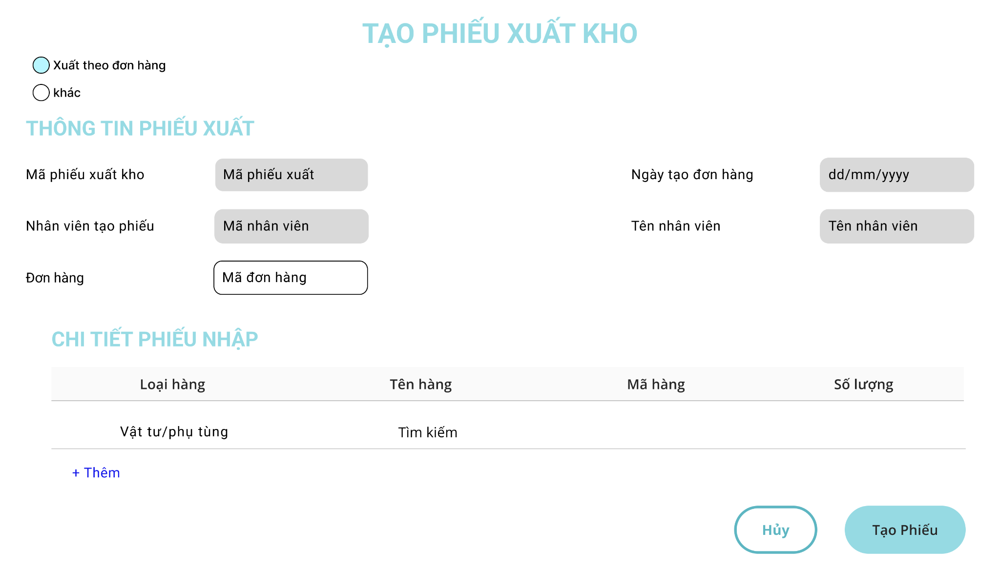 TẠO PHIẾU XUẤT KHO
Xuất theo đơn hàng
khác
THÔNG TIN PHIẾU XUẤT
Mã phiếu xuất kho Mã phiếu xuất Ngày tạo đơn hàng dd/mm/yyyy
Nhân viên tạo phiếu Mã nhân viên Tên nhân viên Tên nhân viên
Đơn hàng Mã đơn hàng
CHI TIẾT PHIẾU NHẬP
Loại hàng Tên hàng Mã hàng Số lượng
Vật tư/phụ tùng Tìm kiếm
+ Thêm
Hủy Tạo Phiếu